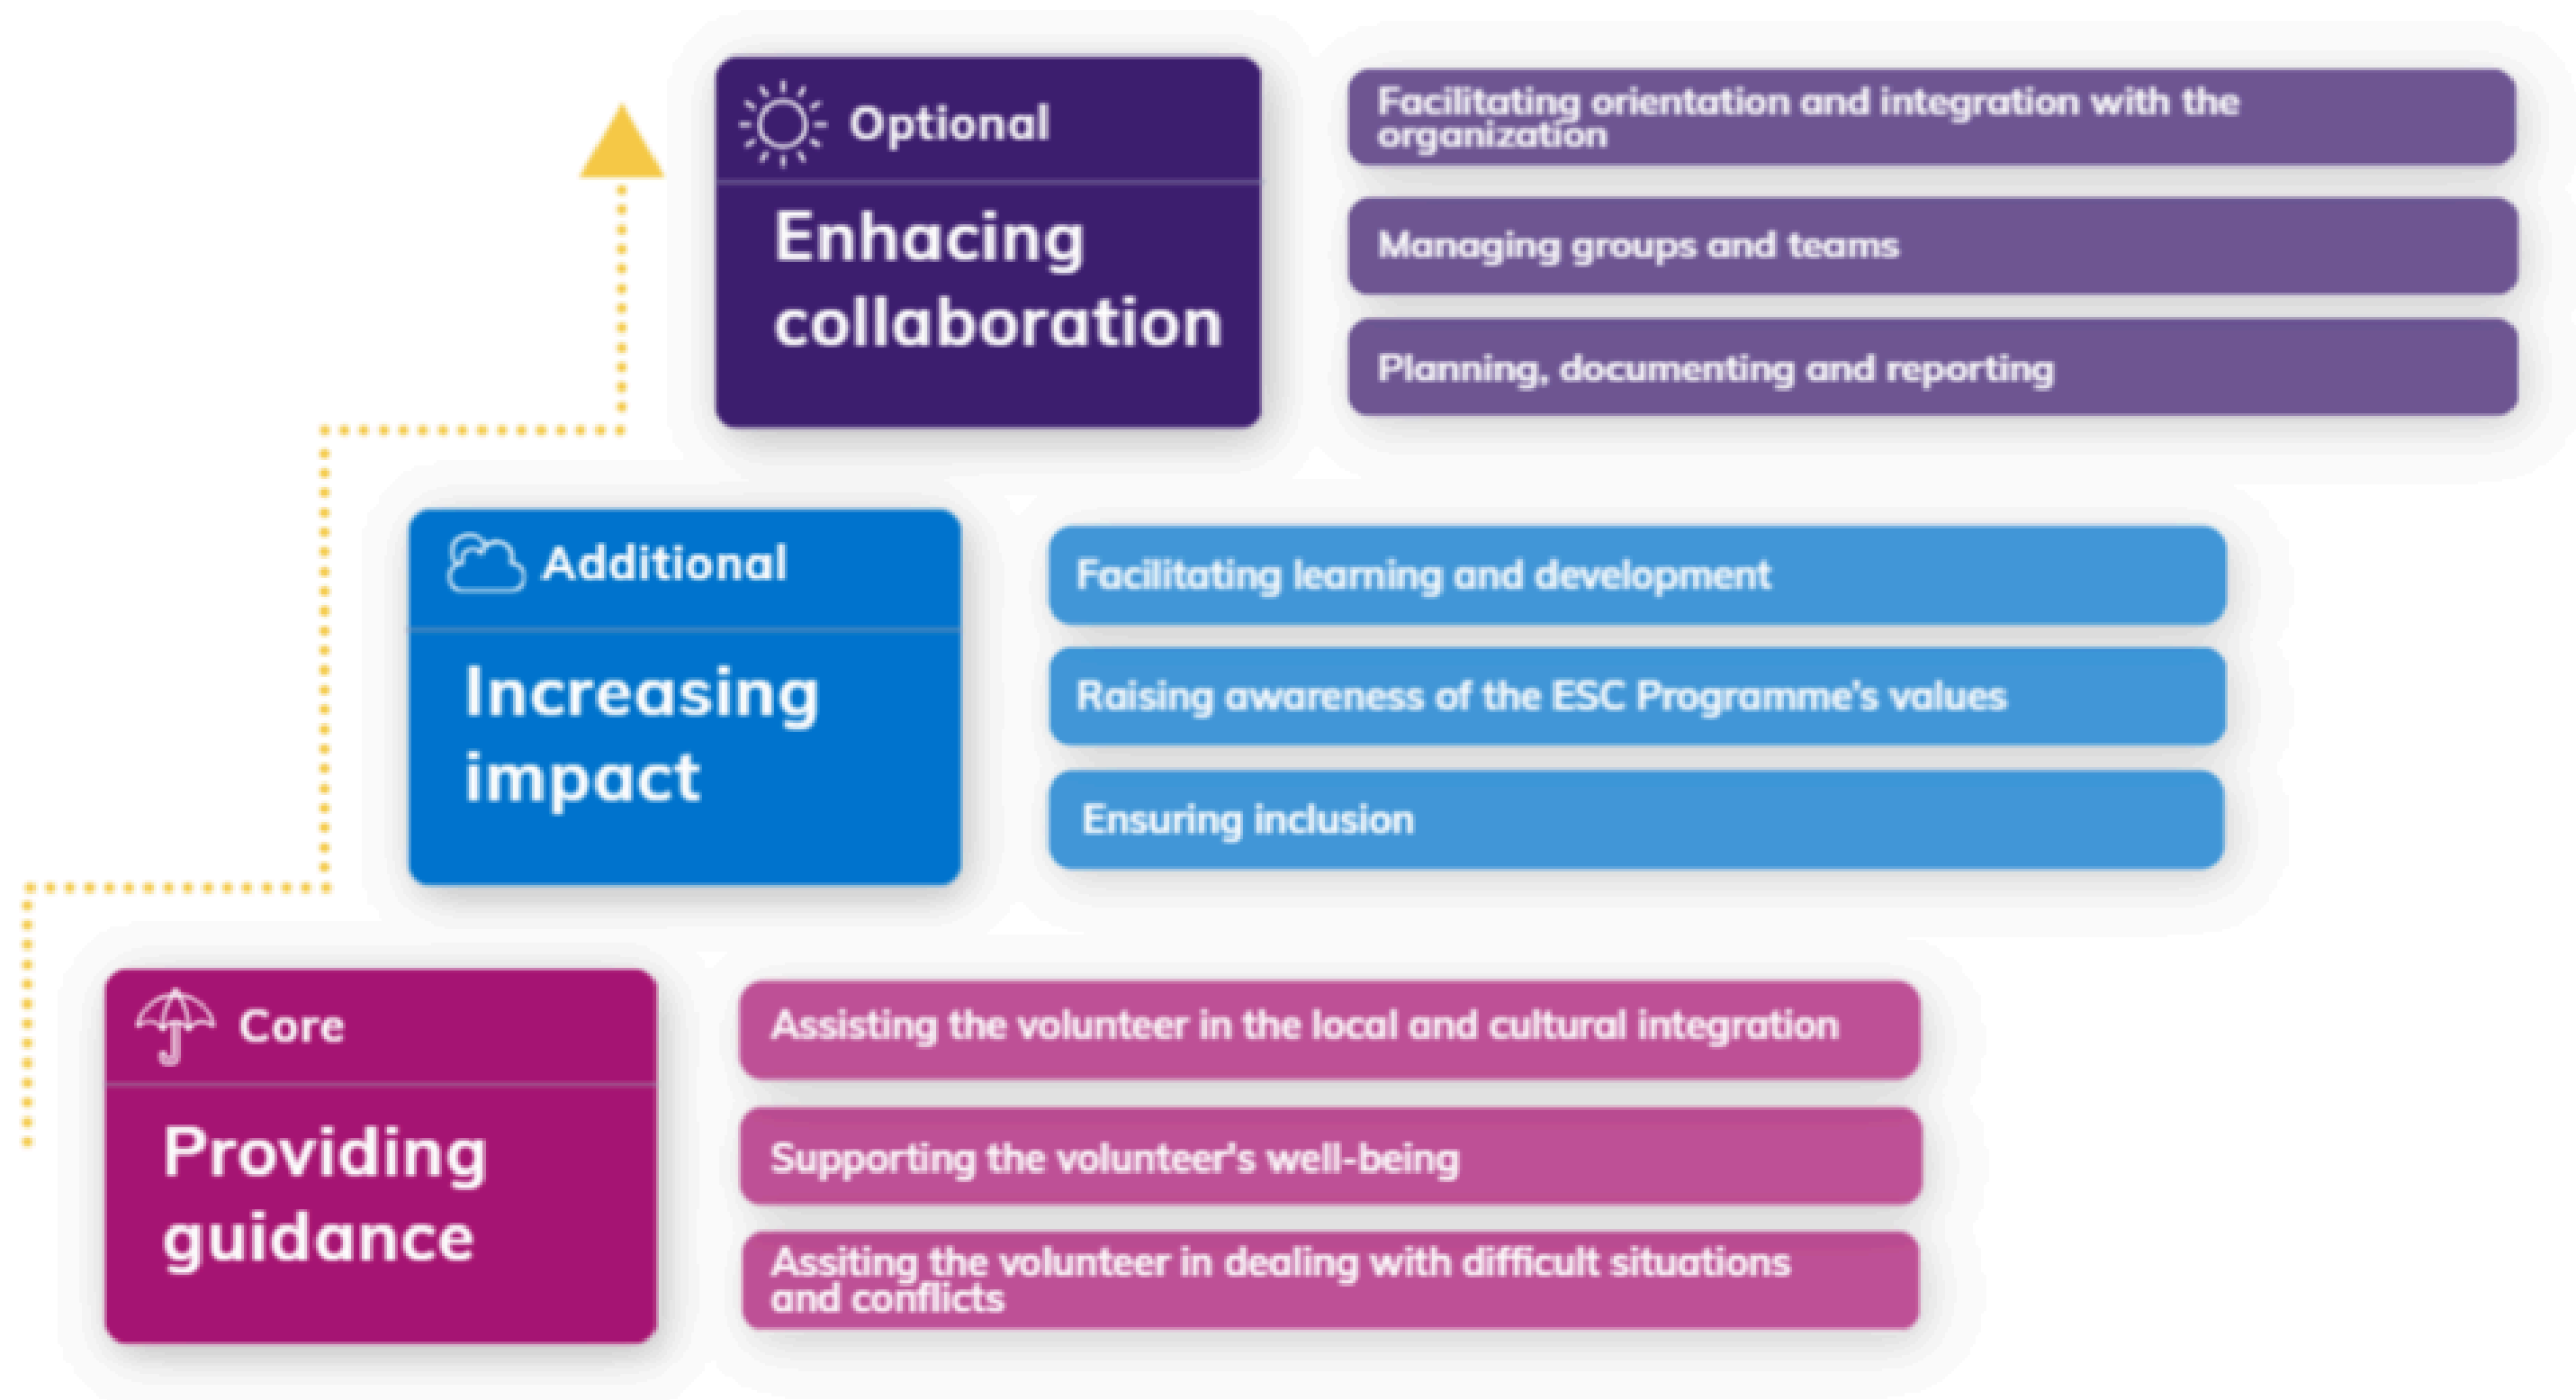 Optional
Enhacing
collaboration
Facilitating orientation and integration with the
organization
Managing groups and teams
Planning, documenting and reporting
Additional
Increasing
impact
Facilitating learning and development
Raising awareness of the ESC Programme's values
Ensuring inclusion
Core
Providing
guidance
Assisting the volunteer in the local and cultural integration
Supporting the volunteer's well-being
Assiting the volunteer in dealing with difficult situations
and conflicts